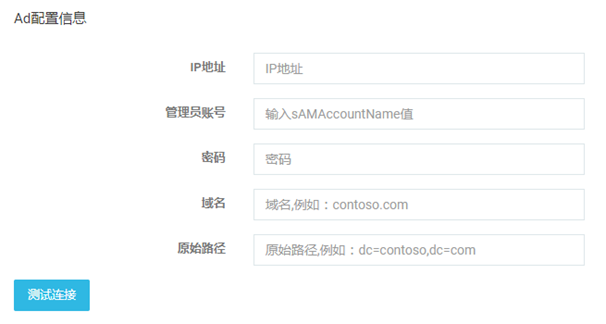 Ad配置信息
IP地址 IP地址
管理员账号 输入sAMAccountName值
密码 密码
域名 域名,例如：contoso.com
原始路径 原始路径,例如：dc=contoso,dc=com
测试连接